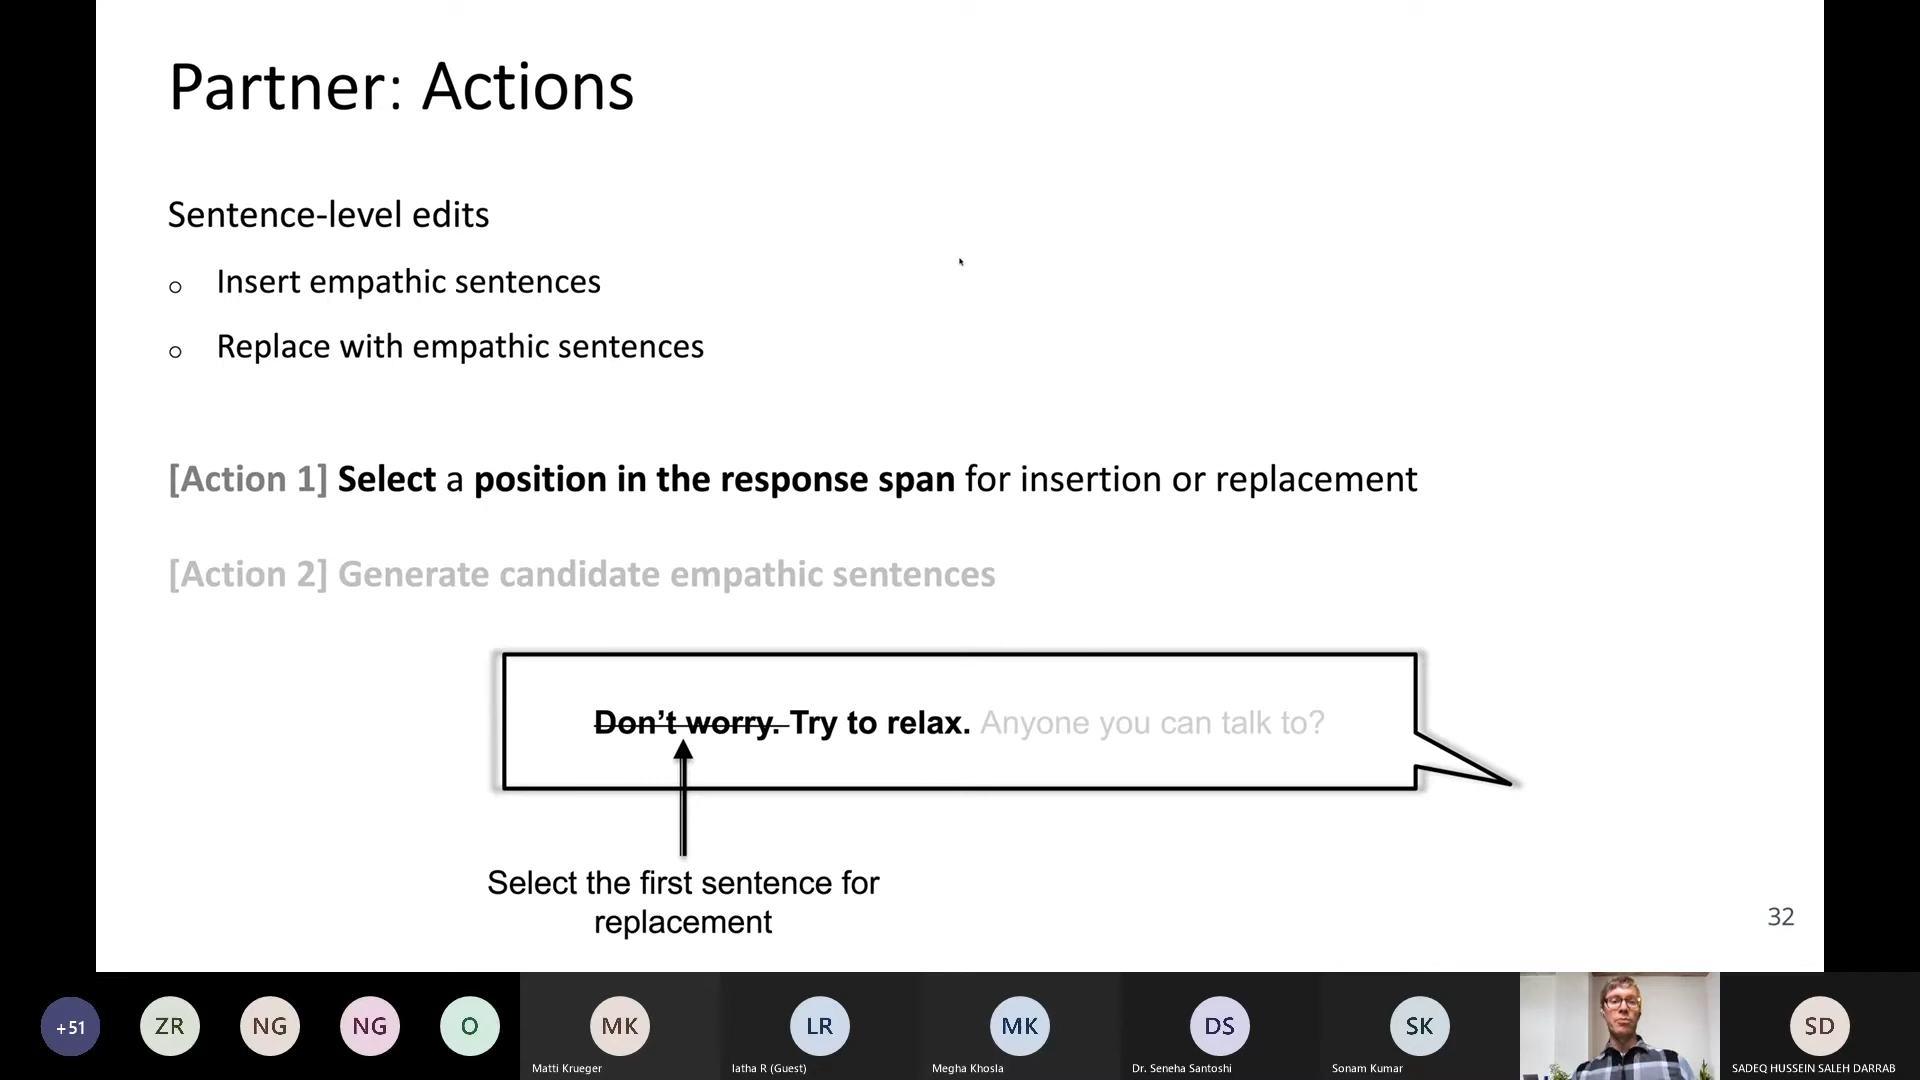 Partner: Actions
Sentence-level edits
Insert empathic sentences
Replace with empathic sentences
[Action 1] Select a position in the response span for insertion or replacement
[Action 2] Generate candidate empathic sentences
Don’t worry. Try to relax. Anyone you can talk to?
Select the first sentence for
replacement
32
+51
ZR
NG
NG
O
MK
LR
MK
DS
SK
SD
Matti Krueger
latha R (Guest)
Megha Khosla
Dr. Seneha Santoshi
Sonam Kumar
SADEQ HUSSEIN SALEH DARRAB